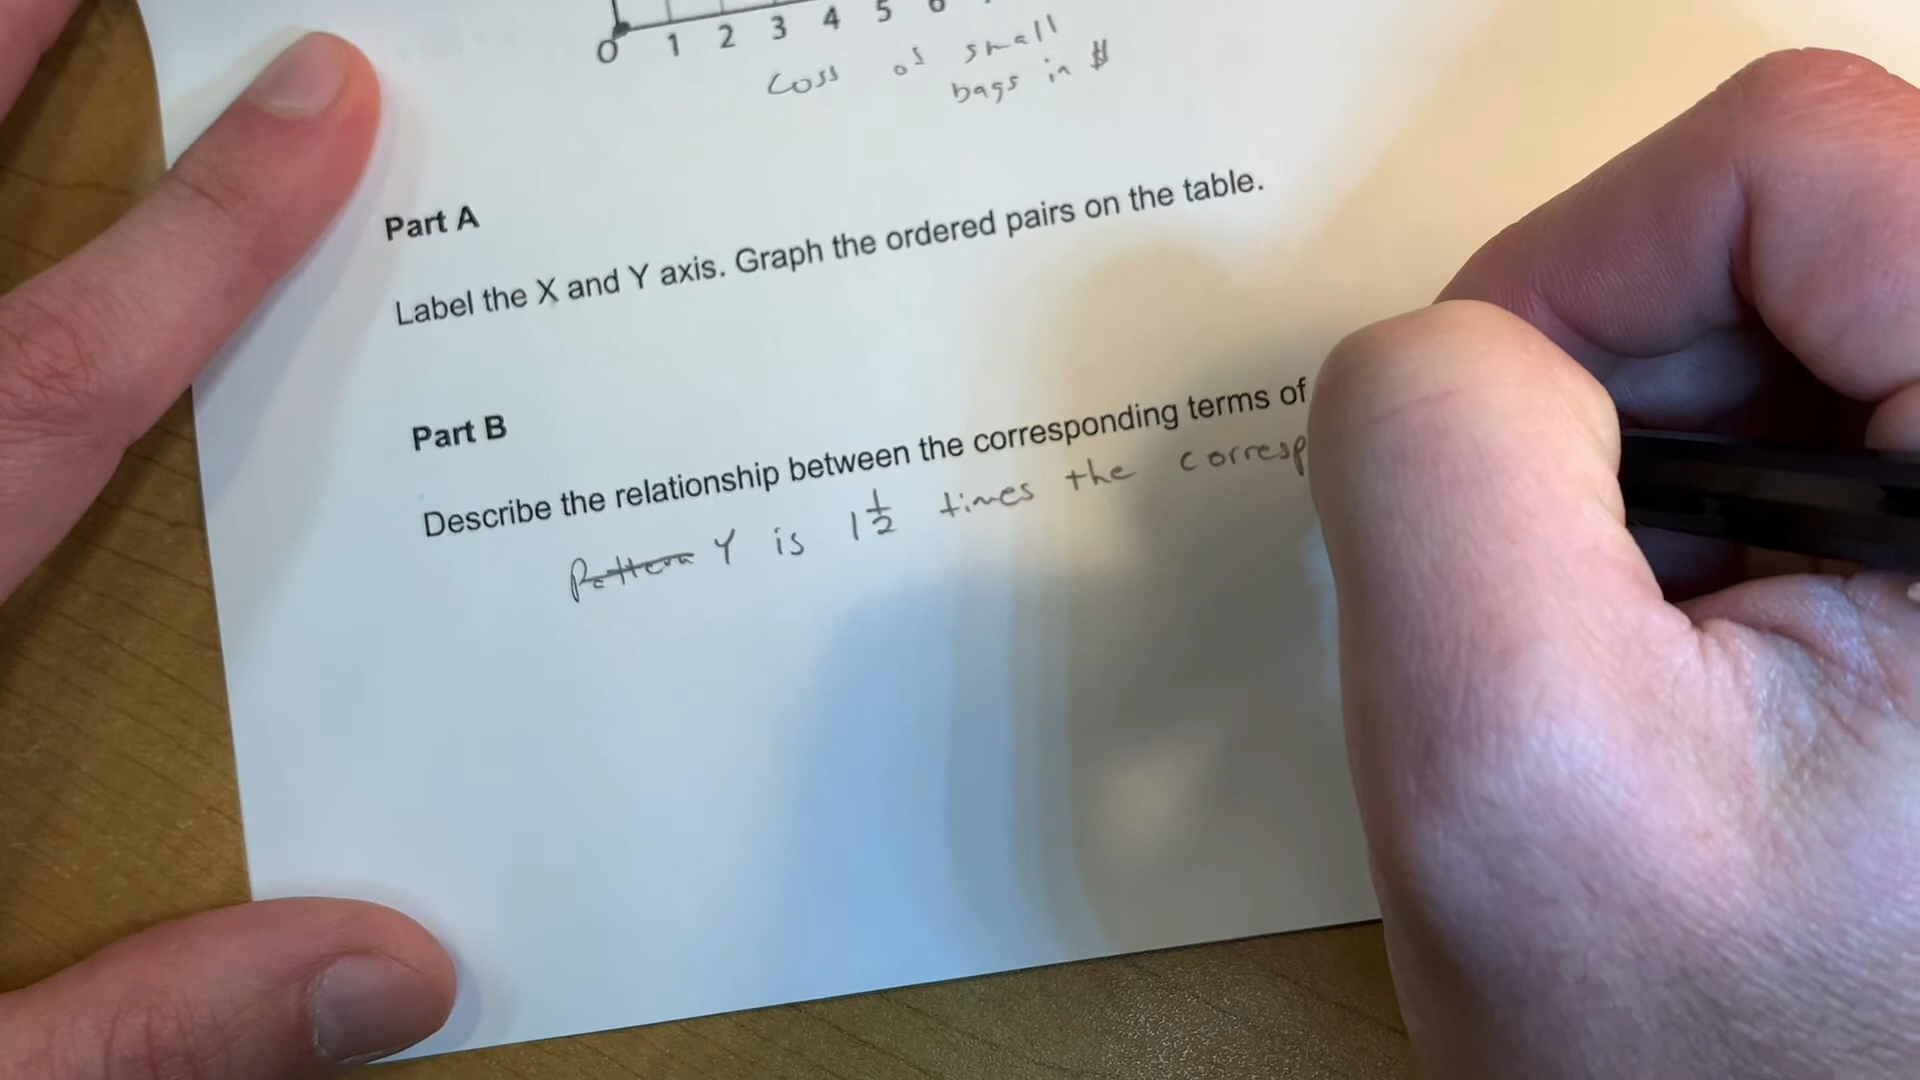 0 1 2 3 4 5 6
Coss os small
bags in $
Part A
Label the X and Y axis. Graph the ordered pairs on the table.
Part B
Describe the relationship between the corresponding terms of
Pattern Y is 1 1/2 times the corresp